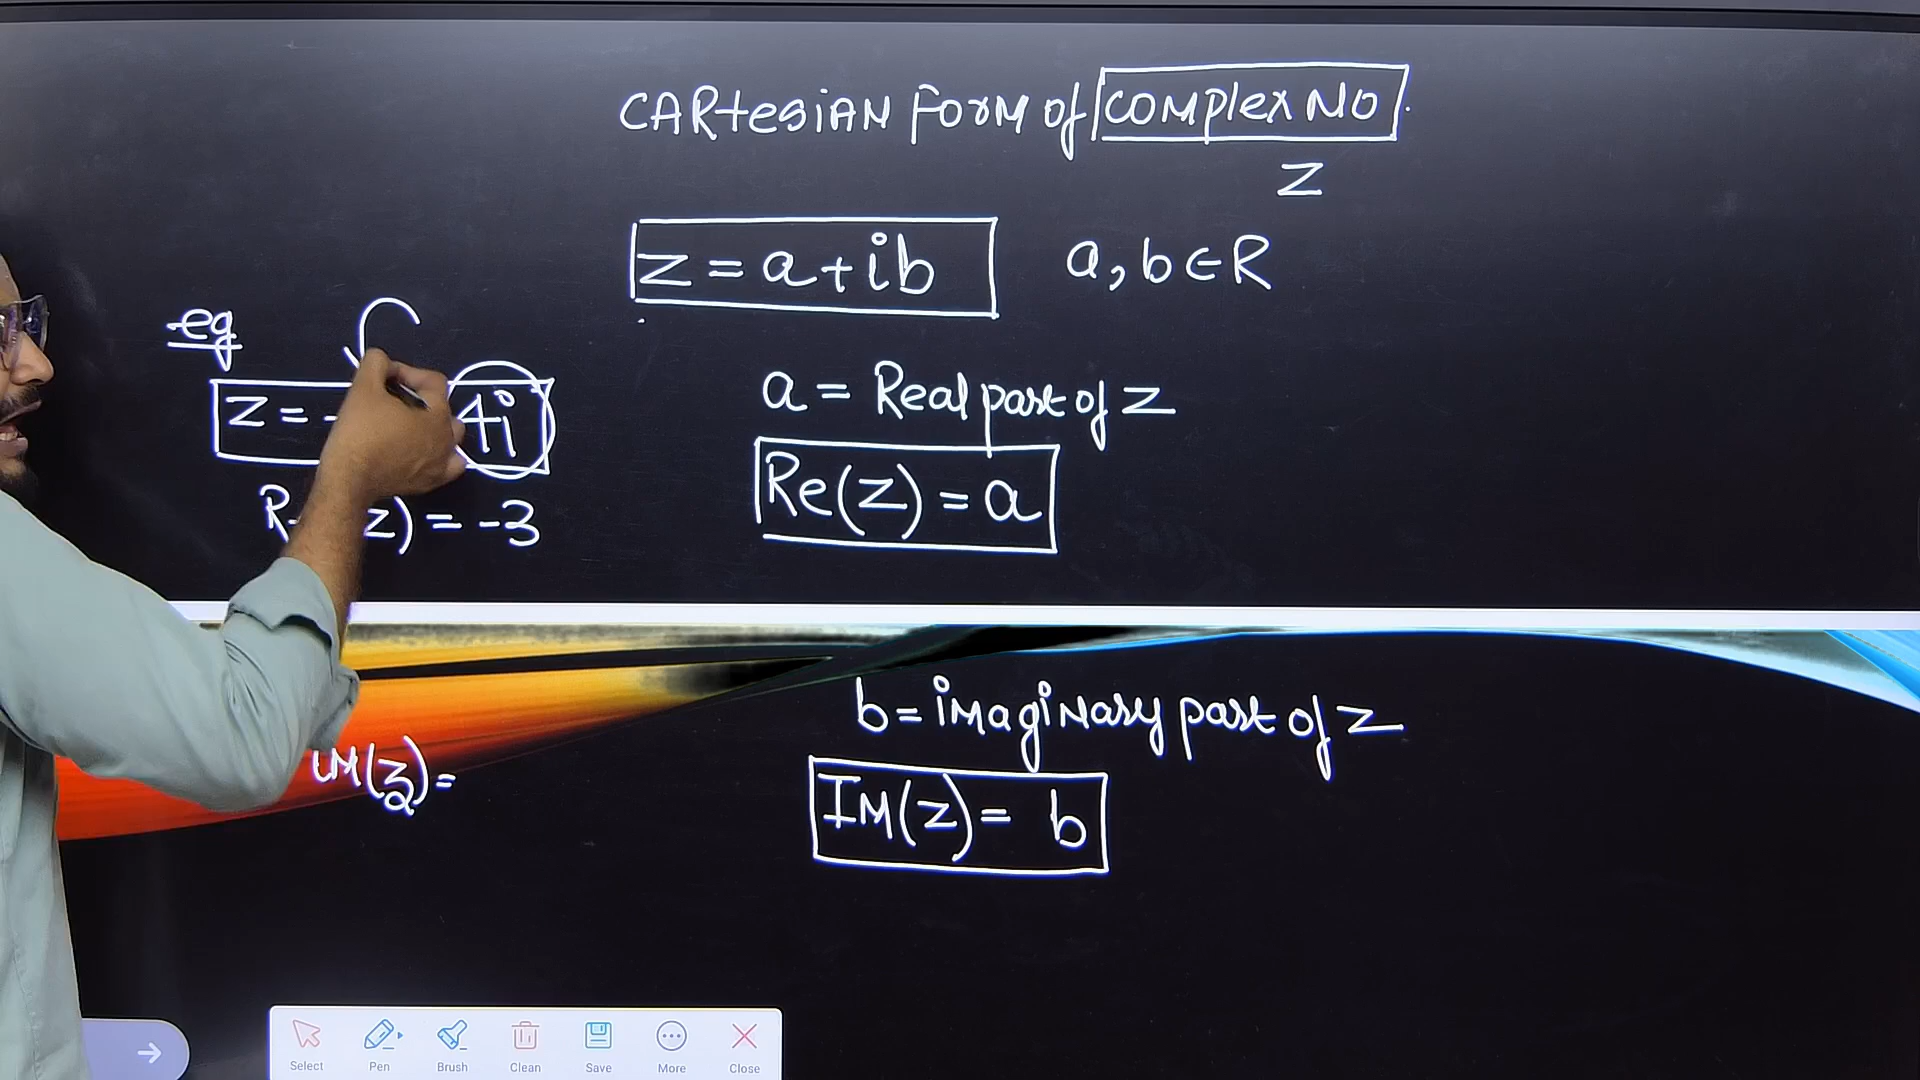 CARtesiAN Form of COMPlex NO.
Z
Z = a + ib a, b ∈ R
eg
Z = - 4i
a = Real part of Z
Re(Z) = a
R (z) = -3
b = imaginary part of Z
IM(Z) =
IM(Z) = b
Select Pen Brush Clean Save More Close